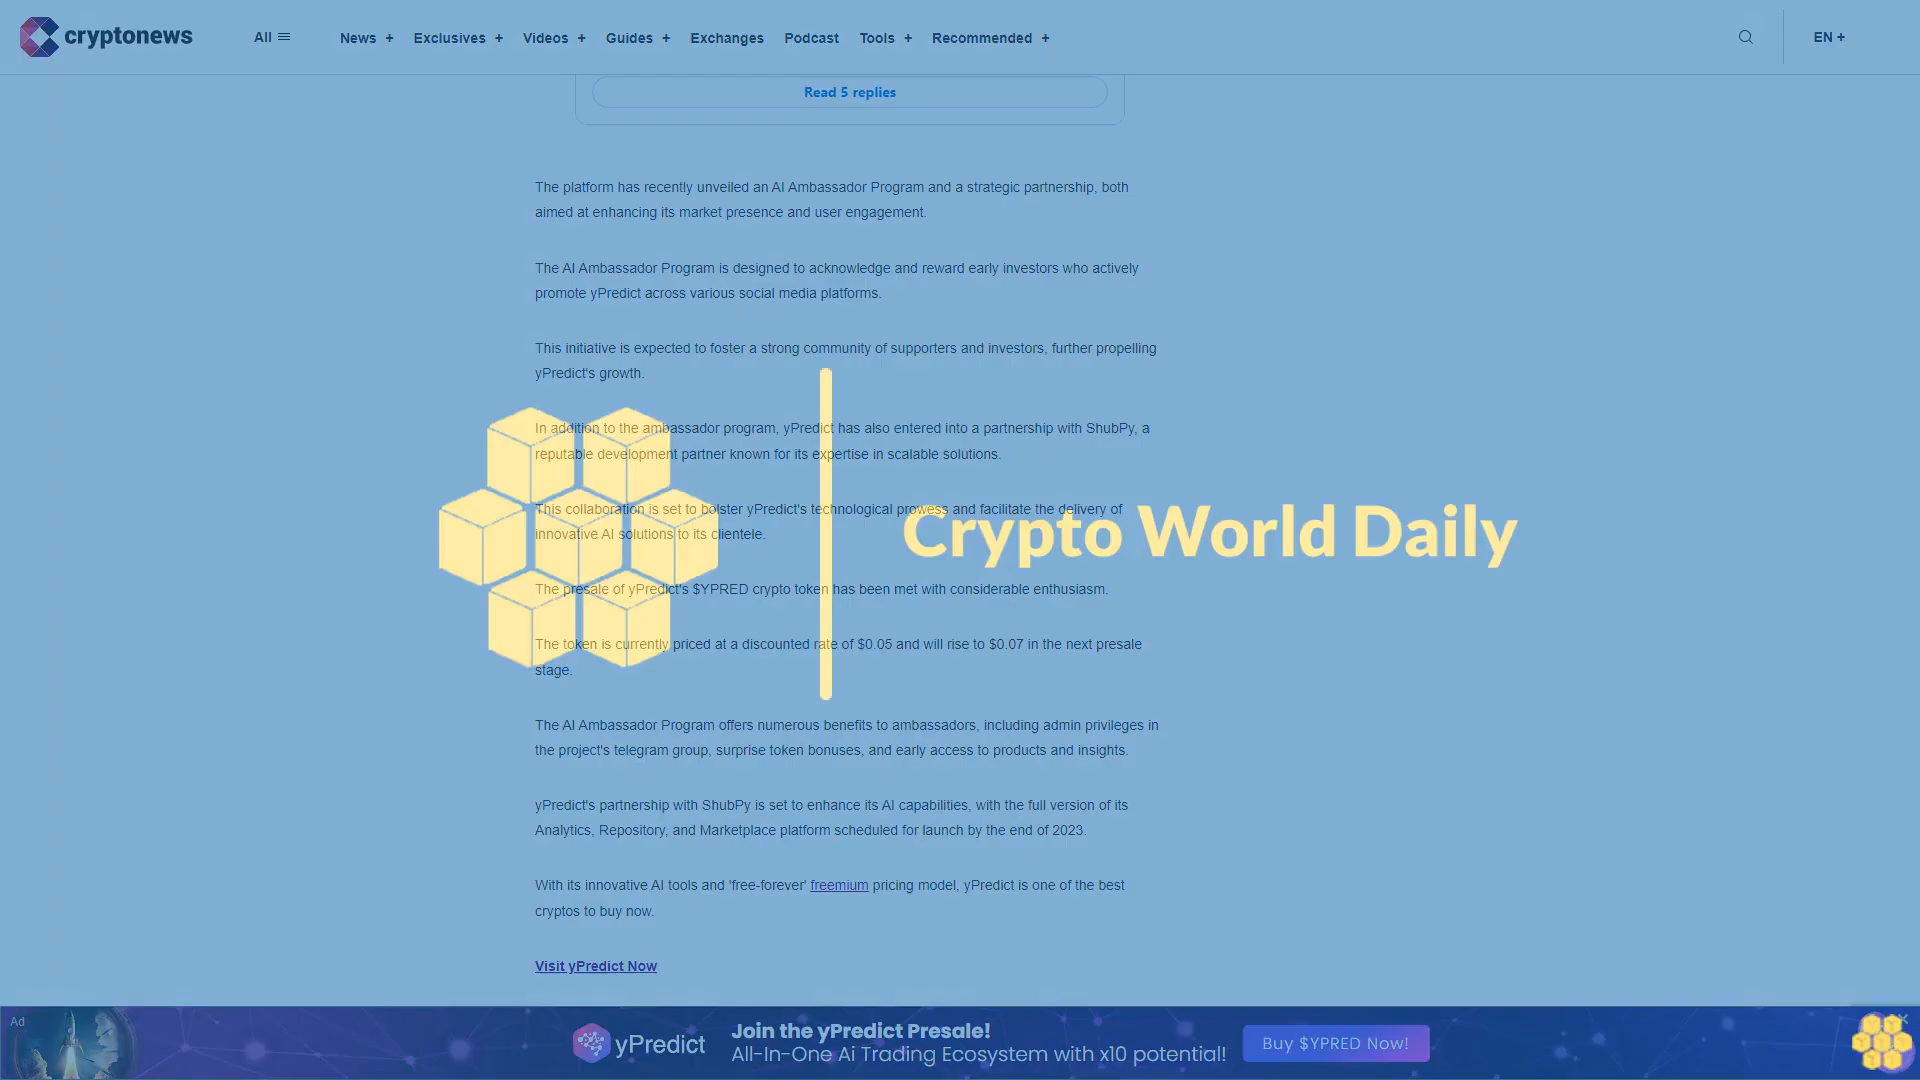 cryptonews
All
News +
Exclusives +
Videos +
Guides +
Exchanges
Podcast
Tools +
Recommended +
EN +
Read 5 replies
The platform has recently unveiled an AI Ambassador Program and a strategic partnership, both
aimed at enhancing its market presence and user engagement.
The AI Ambassador Program is designed to acknowledge and reward early investors who actively
promote yPredict across various social media platforms.
This initiative is expected to foster a strong community of supporters and investors, further propelling
yPredict's growth.
In addition to the ambassador program, yPredict has also entered into a partnership with ShubPy, a
reputable development partner known for its expertise in scalable solutions.
This collaboration is set to bolster yPredict's technological prowess and facilitate the delivery of
innovative AI solutions to its clientele.
Crypto World Daily
The presale of yPredict's $YPRED crypto token has been met with considerable enthusiasm.
The token is currently priced at a discounted rate of $0.05 and will rise to $0.07 in the next presale
stage.
The AI Ambassador Program offers numerous benefits to ambassadors, including admin privileges in
the project's telegram group, surprise token bonuses, and early access to products and insights.
yPredict's partnership with ShubPy is set to enhance its AI capabilities, with the full version of its
Analytics, Repository, and Marketplace platform scheduled for launch by the end of 2023.
With its innovative AI tools and 'free-forever' freemium pricing model, yPredict is one of the best
cryptos to buy now.
Visit yPredict Now
Ad
yPredict
Join the yPredict Presale!
All-In-One Ai Trading Ecosystem with x10 potential!
Buy $YPRED Now!